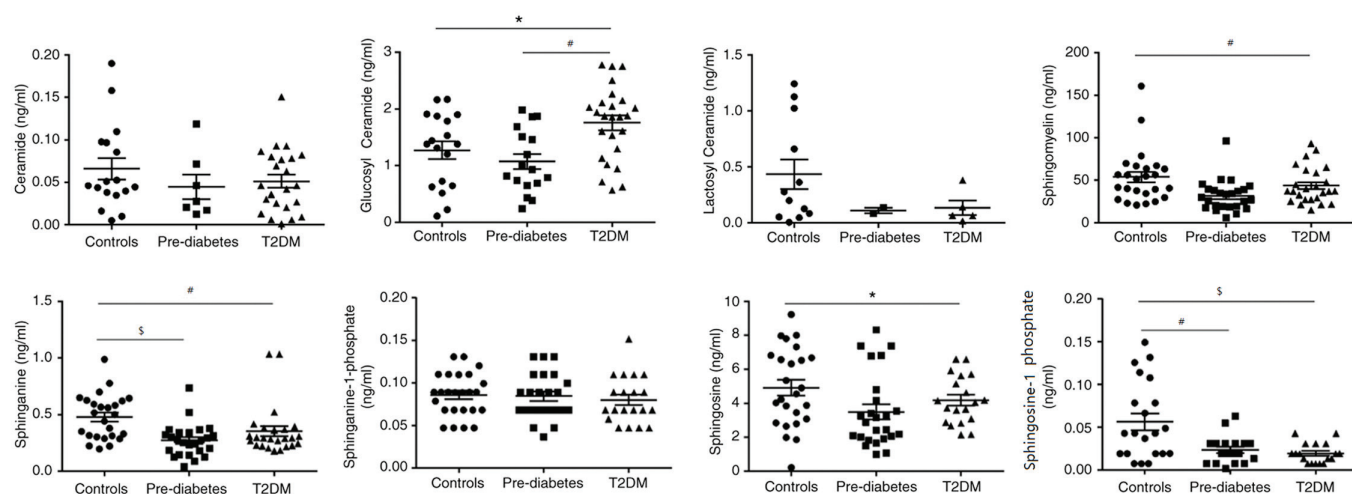 Ceramide (ng/ml)
0.20
0.15
0.10
0.05
0.00
Controls Pre-diabetes T2DM
Glucosyl Ceramide (ng/ml)
*
#
3
2
1
0
Controls Pre-diabetes T2DM
Lactosyl Ceramide (ng/ml)
1.5
1.0
0.5
0.0
Controls Pre-diabetes T2DM
Sphingomyelin (ng/ml)
#
200
150
100
50
0
Controls Pre-diabetes T2DM
Sphinganine (ng/ml)
#
$
1.5
1.0
0.5
0.0
Controls Pre-diabetes T2DM
Sphinganine-1-phosphate
(ng/ml)
0.20
0.15
0.10
0.05
0.00
Controls Pre-diabetes T2DM
Sphingosine (ng/ml)
*
10
8
6
4
2
0
Controls Pre-diabetes T2DM
Sphingosine-1 phosphate
(ng/ml)
$
#
0.20
0.15
0.10
0.05
0.00
Controls Pre-diabetes T2DM